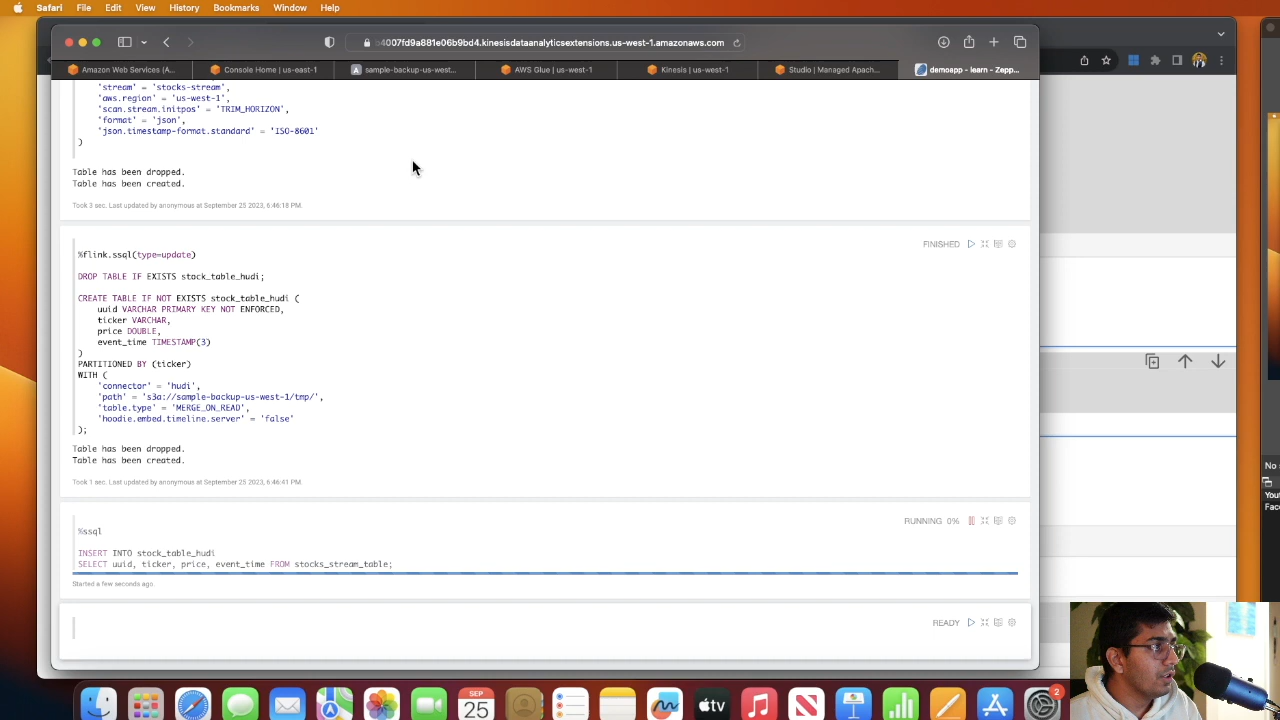 Safari File Edit View History Bookmarks Window Help
4007fd9a881e06b9bd4.kinesisdataanalyticsextensions.us-west-1.amazonaws.com
Amazon Web Services (A... Console Home | us-east-1 sample-backup-us-west... AWS Glue | us-west-1 Kinesis | us-west-1 Studio | Managed Apach... demoapp - learn - Zepp...
'stream' = 'stocks-stream',
'aws.region' = 'us-west-1',
'scan.stream.initpos' = 'TRIM_HORIZON',
'format' = 'json',
'json.timestamp-format.standard' = 'ISO-8601'
)
Table has been dropped.
Table has been created.
Took 3 sec. Last updated by anonymous at September 25 2023, 6:46:18 PM.
FINISHED
%flink.ssql(type=update)
DROP TABLE IF EXISTS stock_table_hudi;
CREATE TABLE IF NOT EXISTS stock_table_hudi (
uuid VARCHAR PRIMARY KEY NOT ENFORCED,
ticker VARCHAR,
price DOUBLE,
event_time TIMESTAMP(3)
)
PARTITIONED BY (ticker)
WITH (
'connector' = 'hudi',
'path' = 's3a://sample-backup-us-west-1/tmp/',
'table.type' = 'MERGE_ON_READ',
'hoodie.embed.timeline.server' = 'false'
);
Table has been dropped.
Table has been created.
Took 1 sec. Last updated by anonymous at September 25 2023, 6:46:41 PM.
RUNNING 0%
%ssql
INSERT INTO stock_table_hudi
SELECT uuid, ticker, price, event_time FROM stocks_stream_table;
Started a few seconds ago
READY
No
Yout
Face
SEP
25
tv
2